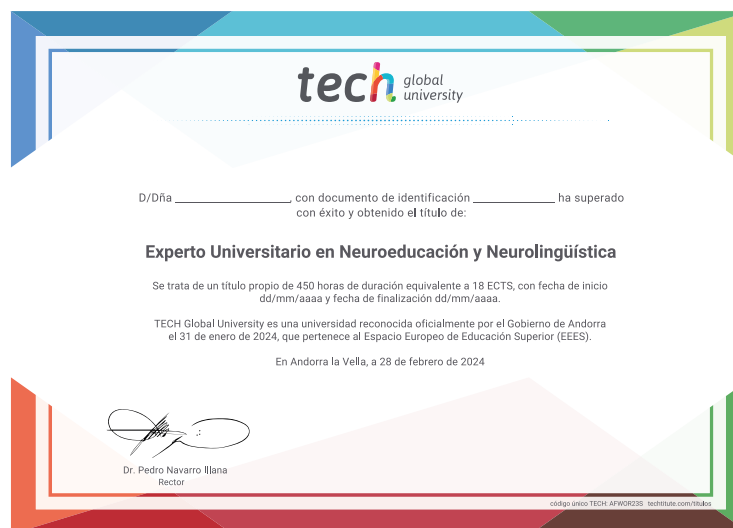 tech global university
D/Dña ____________________, con documento de identificación ______________ ha superado
con éxito y obtenido el título de:
Experto Universitario en Neuroeducación y Neurolingüística
Se trata de un título propio de 450 horas de duración equivalente a 18 ECTS, con fecha de inicio
dd/mm/aaaa y fecha de finalización dd/mm/aaaa.
TECH Global University es una universidad reconocida oficialmente por el Gobierno de Andorra
el 31 de enero de 2024, que pertenece al Espacio Europeo de Educación Superior (EEES).
En Andorra la Vella, a 28 de febrero de 2024
Dr. Pedro Navarro Illana
Rector
código único TECH: AFWOR23S techtitute.com/titulos